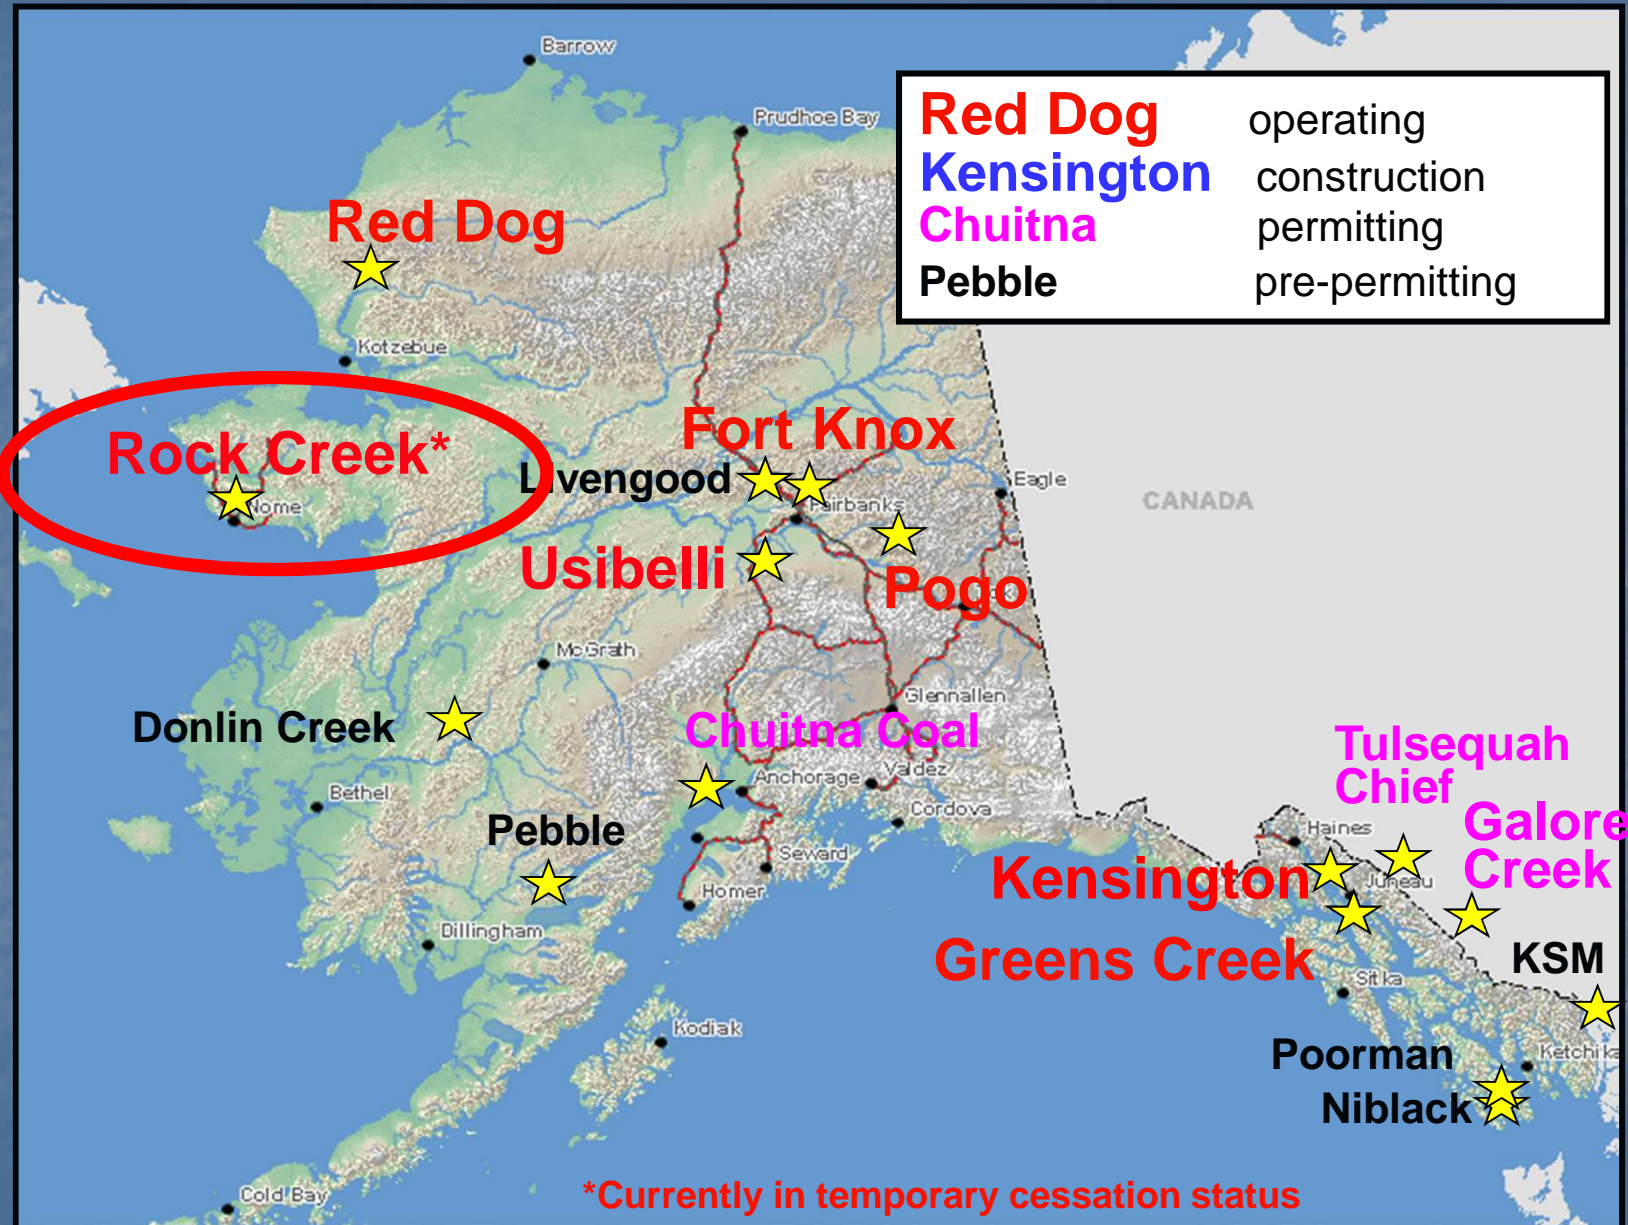 Barrow
Prudhoe Bay
Red Dog operating
Kensington construction
Chuitna permitting
Pebble pre-permitting
Red Dog
Kotzebue
Rock Creek*
Nome
Fort Knox
Livengood
Fairbanks
Eagle
CANADA
Usibelli
Pogo
McGrath
Glennallen
Donlin Creek
Chuitna Coal
Tulsequah
Chief
Anchorage
Valdez
Bethel
Cordova
Galore
Creek
Pebble
Haines
Seward
Kensington
Juneau
Homer
Dillingham
Greens Creek
KSM
Sitka
Kodiak
Poorman
Ketchika
Niblack
Cold Bay
*Currently in temporary cessation status